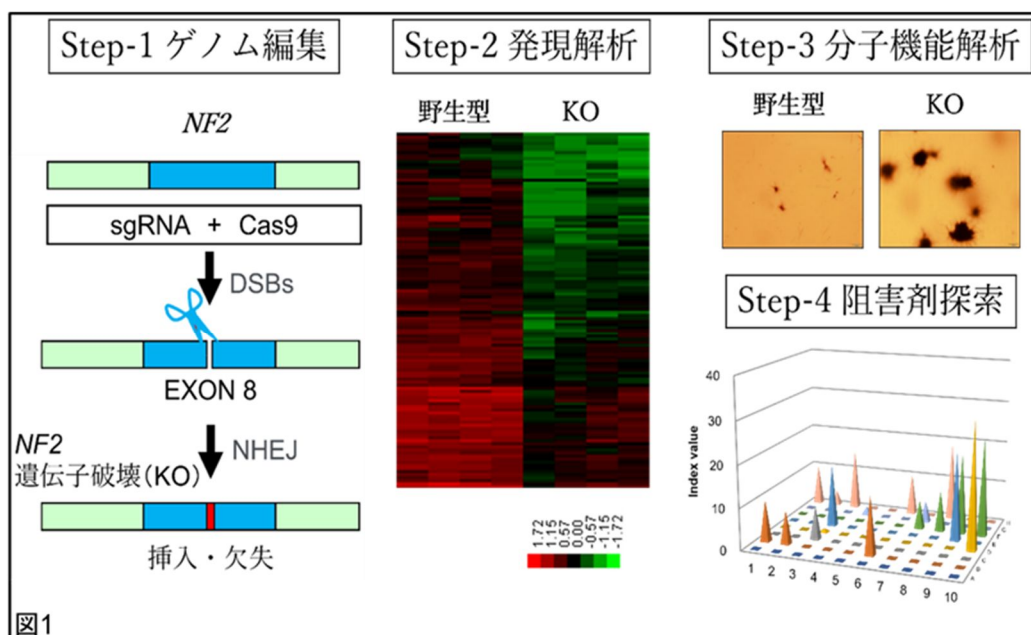 Step-1 ゲノム編集
NF2
sgRNA + Cas9
DSBs
EXON 8
NHEJ
NF2
遺伝子破壊(KO)
挿入・欠失
Step-2 発現解析
野生型 KO
1.72
1.15
0.57
0.00
-0.57
-1.15
-1.72
Step-3 分子機能解析
野生型 KO
Step-4 阻害剤探索
Index value
40
30
20
10
0
1 2 3 4 5 6 7 8 9 10
図1